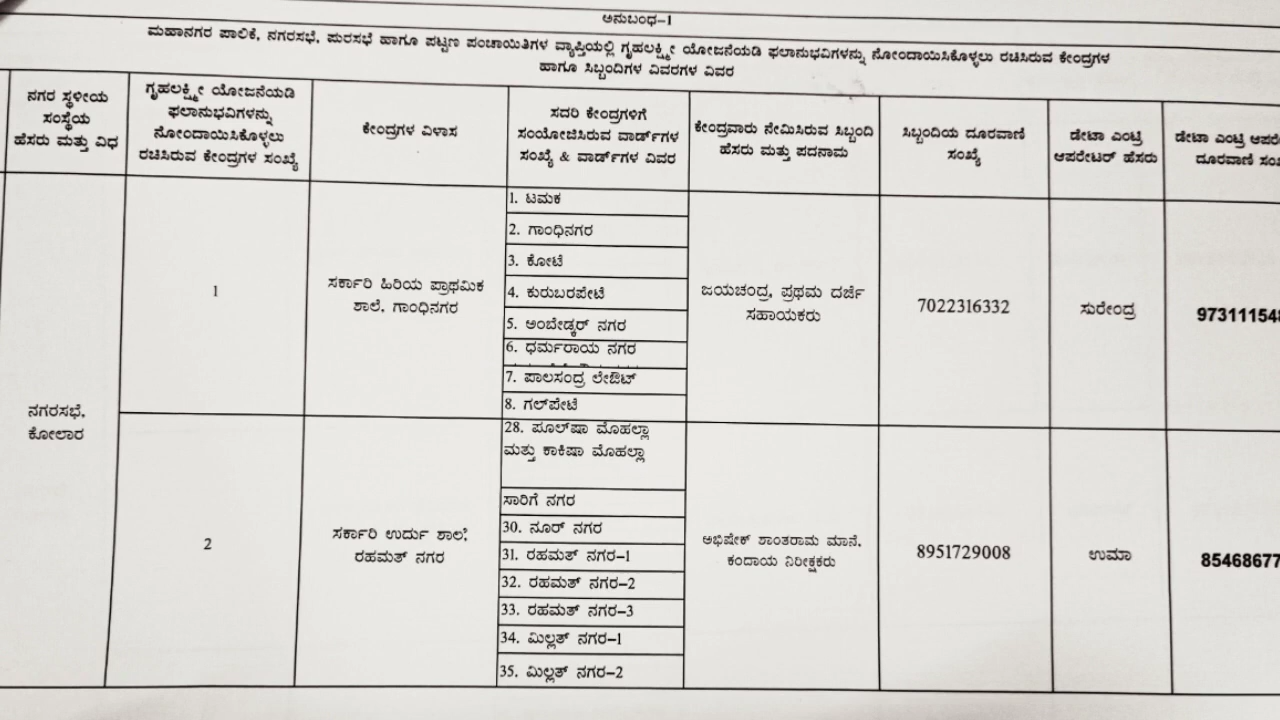 ಅನುಬಂಧ–1
ಮಹಾನಗರ ಪಾಲಿಕೆ, ನಗರಸಭೆ, ಪುರಸಭೆ ಹಾಗೂ ಪಟ್ಟಣ ಪಂಚಾಯಿತಿಗಳ ವ್ಯಾಪ್ತಿಯಲ್ಲಿ ಗೃಹಲಕ್ಷ್ಮೀ ಯೋಜನೆಯಡಿ ಫಲಾನುಭವಿಗಳನ್ನು ನೋಂದಾಯಿಸಿಕೊಳ್ಳಲು ರಚಿಸಿರುವ ಕೇಂದ್ರಗಳ
ಹಾಗೂ ಸಿಬ್ಬಂದಿಗಳ ವಿವರಗಳ ವಿವರ
ನಗರ ಸ್ಥಳೀಯ
ಸಂಸ್ಥೆಯ
ಹೆಸರು ಮತ್ತು ವಿಧ
ಗೃಹಲಕ್ಷ್ಮೀ ಯೋಜನೆಯಡಿ
ಫಲಾನುಭವಿಗಳನ್ನು
ನೋಂದಾಯಿಸಿಕೊಳ್ಳಲು
ರಚಿಸಿರುವ ಕೇಂದ್ರಗಳ ಸಂಖ್ಯೆ
ಕೇಂದ್ರಗಳ ವಿಳಾಸ
ಸದರಿ ಕೇಂದ್ರಗಳಿಗೆ
ಸಂಯೋಜಿಸಿರುವ ವಾರ್ಡ್‌ಗಳ
ಸಂಖ್ಯೆ & ವಾರ್ಡ್‌ಗಳ ವಿವರ
ಕೇಂದ್ರವಾರು ನೇಮಿಸಿರುವ ಸಿಬ್ಬಂದಿ
ಹೆಸರು ಮತ್ತು ಪದನಾಮ
ಸಿಬ್ಬಂದಿಯ ದೂರವಾಣಿ
ಸಂಖ್ಯೆ
ಡೇಟಾ ಎಂಟ್ರಿ
ಆಪರೇಟರ್ ಹೆಸರು
ಡೇಟಾ ಎಂಟ್ರಿ ಆಪರೇ
ದೂರವಾಣಿ ಸಂಖ
ನಗರಸಭೆ,
ಕೋಲಾರ
1
ಸರ್ಕಾರಿ ಹಿರಿಯ ಪ್ರಾಥಮಿಕ
ಶಾಲೆ, ಗಾಂಧಿನಗರ
1. ಟಮಕ
2. ಗಾಂಧಿನಗರ
3. ಕೋಟೆ
4. ಕುರುಬರಪೇಟೆ
5. ಅಂಬೇಡ್ಕರ್ ನಗರ
6. ಧರ್ಮರಾಯ ನಗರ
7. ಪಾಲಸಂದ್ರ ಲೇಔಟ್
8. ಗಲ್‌ಪೇಟೆ
ಜಯಚಂದ್ರ, ಪ್ರಥಮ ದರ್ಜೆ
ಸಹಾಯಕರು
7022316332
ಸುರೇಂದ್ರ
973111548
2
ಸರ್ಕಾರಿ ಉರ್ದು ಶಾಲೆ,
ರಹಮತ್ ನಗರ
28. ಪೂಲ್‌ಷಾ ಮೊಹಲ್ಲಾ
ಮತ್ತು ಕಾಕಿಷಾ ಮೊಹಲ್ಲಾ
ಸಾರಿಗೆ ನಗರ
30. ನೂರ್ ನಗರ
31. ರಹಮತ್ ನಗರ–1
32. ರಹಮತ್ ನಗರ–2
33. ರಹಮತ್ ನಗರ–3
34. ಮಿಲ್ಲತ್ ನಗರ–1
35. ಮಿಲ್ಲತ್ ನಗರ–2
ಅಭಿಷೇಕ್ ಶಾಂತರಾಮ ಮಾನೆ,
ಕಂದಾಯ ನಿರೀಕ್ಷಕರು
8951729008
ಉಮಾ
85468677